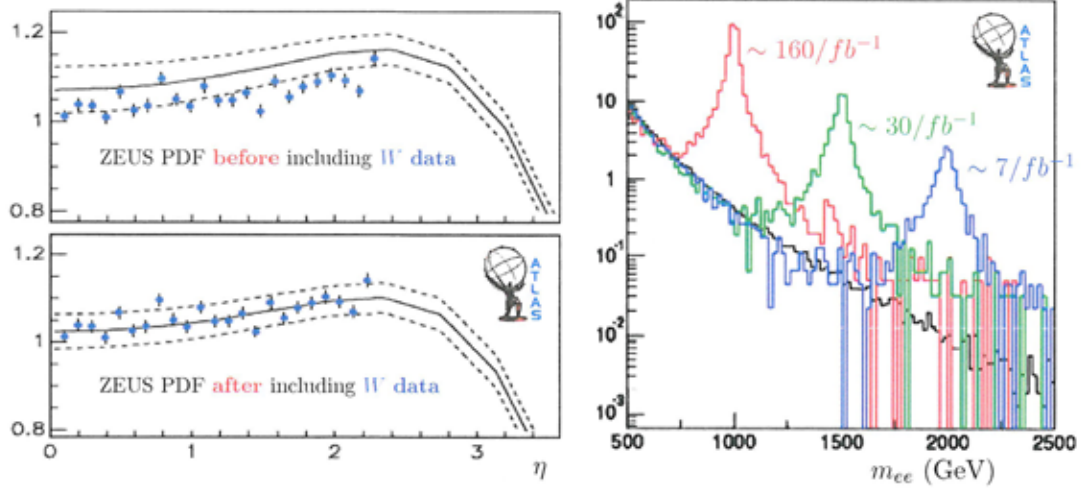 1.2
1
0.8
ZEUS PDF before including W data
1.2
1
0.8
ZEUS PDF after including W data
ATLAS
0
1
2
3
η
10²
10
1
10⁻¹
10⁻²
10⁻³
~ 160/fb⁻¹
~ 30/fb⁻¹
~ 7/fb⁻¹
ATLAS
500
1000
1500
2000
2500
mₑₑ (GeV)